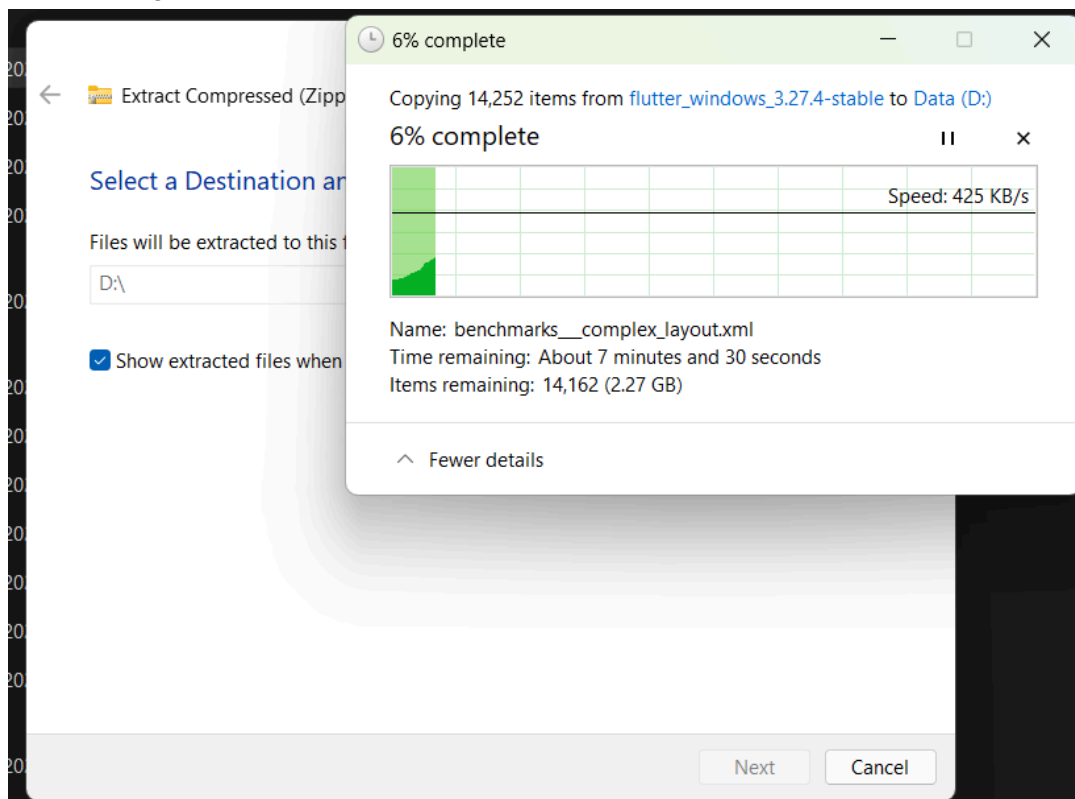 6% complete
Extract Compressed (Zipp
Copying 14,252 items from flutter_windows_3.27.4-stable to Data (D:)
6% complete
Speed: 425 KB/s
Select a Destination an
Files will be extracted to this f
D:\
Name: benchmarks__complex_layout.xml
Time remaining: About 7 minutes and 30 seconds
Items remaining: 14,162 (2.27 GB)
Show extracted files when
Fewer details
Next
Cancel